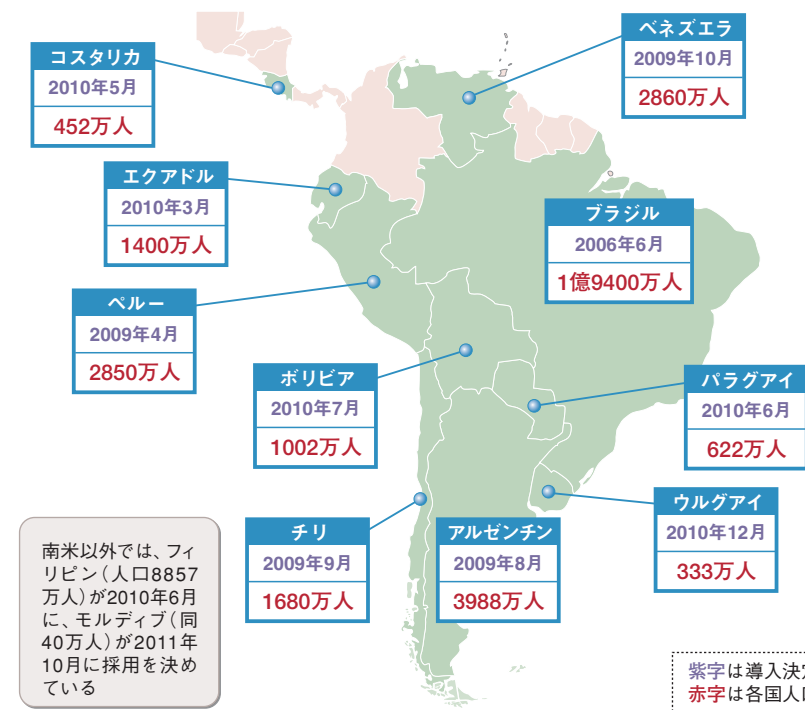 コスタリカ
2010年5月
452万人
ベネズエラ
2009年10月
2860万人
エクアドル
2010年3月
1400万人
ブラジル
2006年6月
1億9400万人
ペルー
2009年4月
2850万人
ボリビア
2010年7月
1002万人
パラグアイ
2010年6月
622万人
ウルグアイ
2010年12月
333万人
チリ
2009年9月
1680万人
アルゼンチン
2009年8月
3988万人
南米以外では、フィ
リピン（人口8857
万人）が2010年6月
に、モルディブ（同
40万人）が2011年
10月に採用を決め
ている
紫字は導入決定
赤字は各国人口